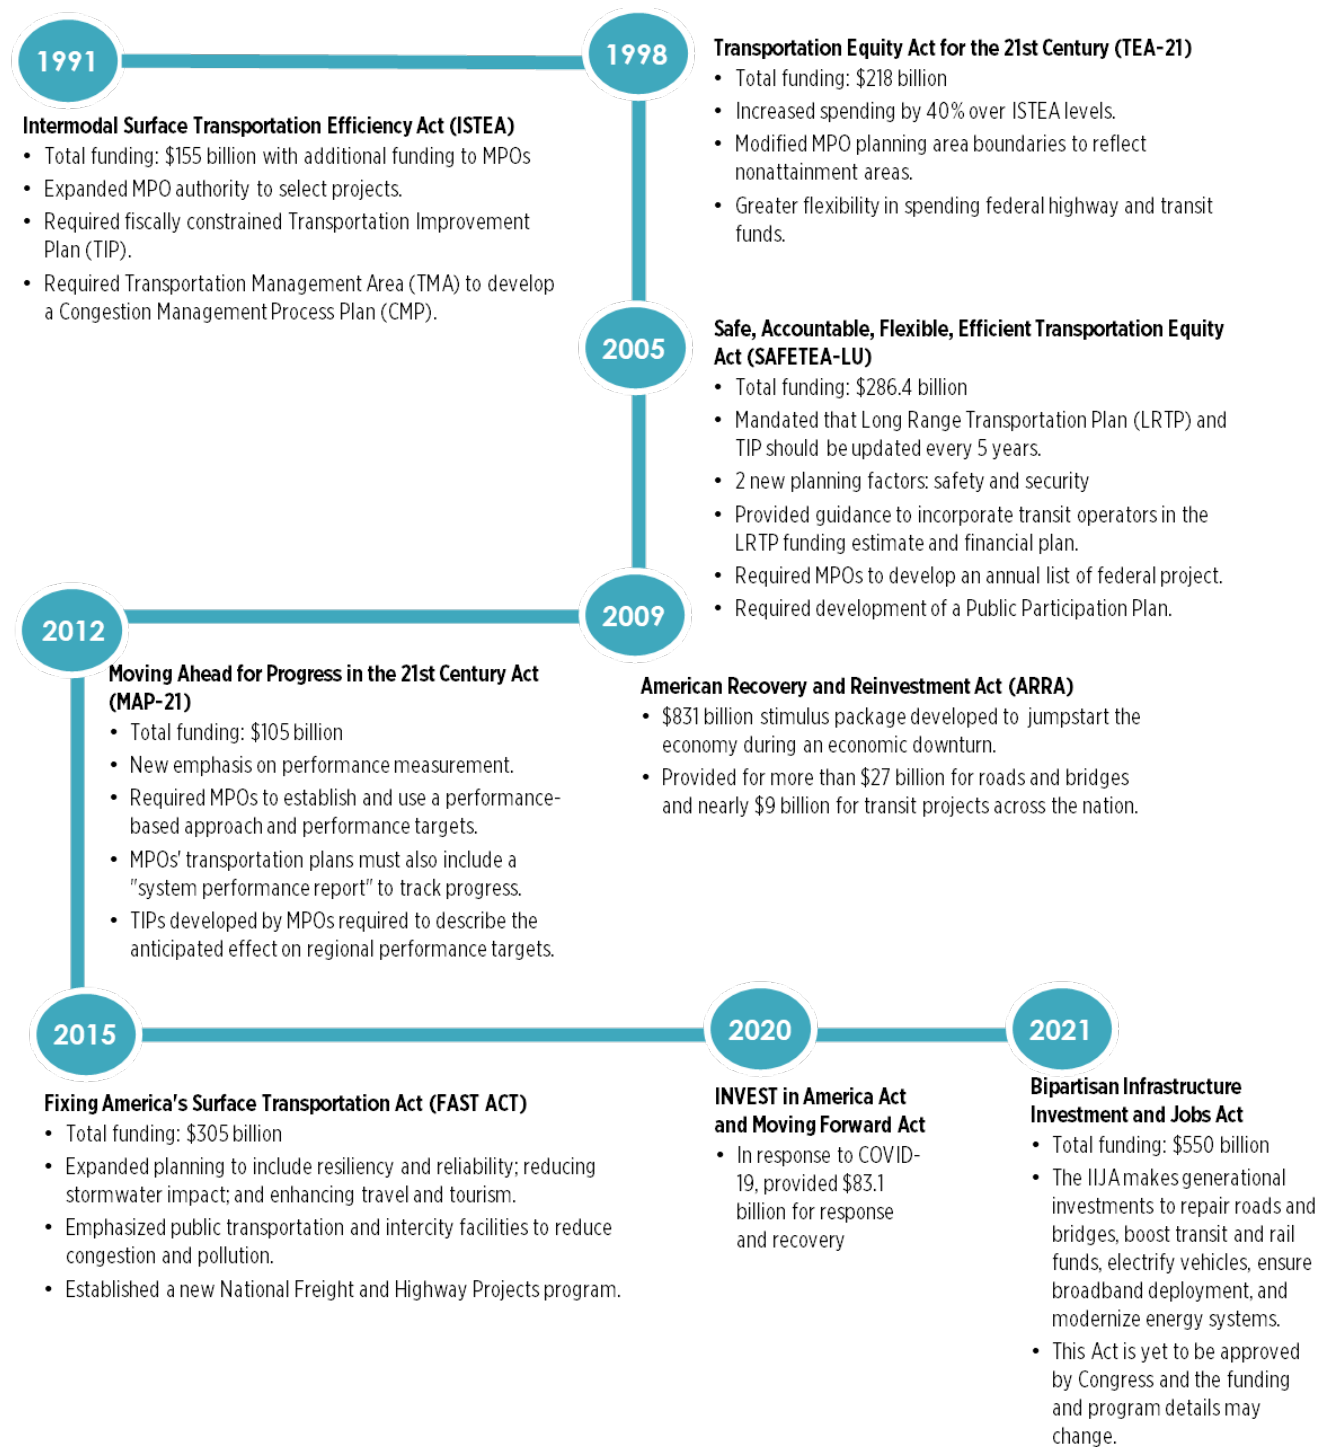 1991
Intermodal Surface Transportation Efficiency Act (ISTEA)
• Total funding: $155 billion with additional funding to MPOs
• Expanded MPO authority to select projects.
• Required fiscally constrained Transportation Improvement
Plan (TIP).
• Required Transportation Management Area (TMA) to develop
a Congestion Management Process Plan (CMP).
1998
Transportation Equity Act for the 21st Century (TEA-21)
• Total funding: $218 billion
• Increased spending by 40% over ISTEA levels.
• Modified MPO planning area boundaries to reflect
nonattainment areas.
• Greater flexibility in spending federal highway and transit
funds.
2005
Safe, Accountable, Flexible, Efficient Transportation Equity
Act (SAFETEA-LU)
• Total funding: $286.4 billion
• Mandated that Long Range Transportation Plan (LRTP) and
TIP should be updated every 5 years.
• 2 new planning factors: safety and security
• Provided guidance to incorporate transit operators in the
LRTP funding estimate and financial plan.
• Required MPOs to develop an annual list of federal project.
• Required development of a Public Participation Plan.
2009
American Recovery and Reinvestment Act (ARRA)
• $831 billion stimulus package developed to jumpstart the
economy during an economic downturn.
• Provided for more than $27 billion for roads and bridges
and nearly $9 billion for transit projects across the nation.
2012
Moving Ahead for Progress in the 21st Century Act
(MAP-21)
• Total funding: $105 billion
• New emphasis on performance measurement.
• Required MPOs to establish and use a performance-
based approach and performance targets.
• MPOs' transportation plans must also include a
"system performance report" to track progress.
• TIPs developed by MPOs required to describe the
anticipated effect on regional performance targets.
2015
Fixing America's Surface Transportation Act (FAST ACT)
• Total funding: $305 billion
• Expanded planning to include resiliency and reliability; reducing
stormwater impact; and enhancing travel and tourism.
• Emphasized public transportation and intercity facilities to reduce
congestion and pollution.
• Established a new National Freight and Highway Projects program.
2020
INVEST in America Act
and Moving Forward Act
• In response to COVID-
19, provided $83.1
billion for response
and recovery
2021
Bipartisan Infrastructure
Investment and Jobs Act
• Total funding: $550 billion
• The IIJA makes generational
investments to repair roads and
bridges, boost transit and rail
funds, electrify vehicles, ensure
broadband deployment, and
modernize energy systems.
• This Act is yet to be approved
by Congress and the funding
and program details may
change.